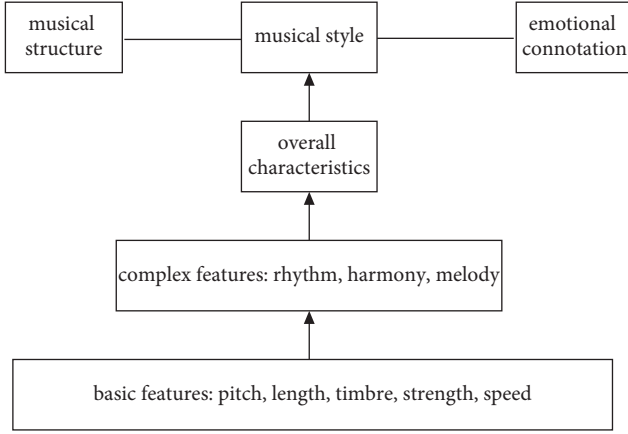 musical
structure
musical style
emotional
connotation
overall
characteristics
complex features: rhythm, harmony, melody
basic features: pitch, length, timbre, strength, speed